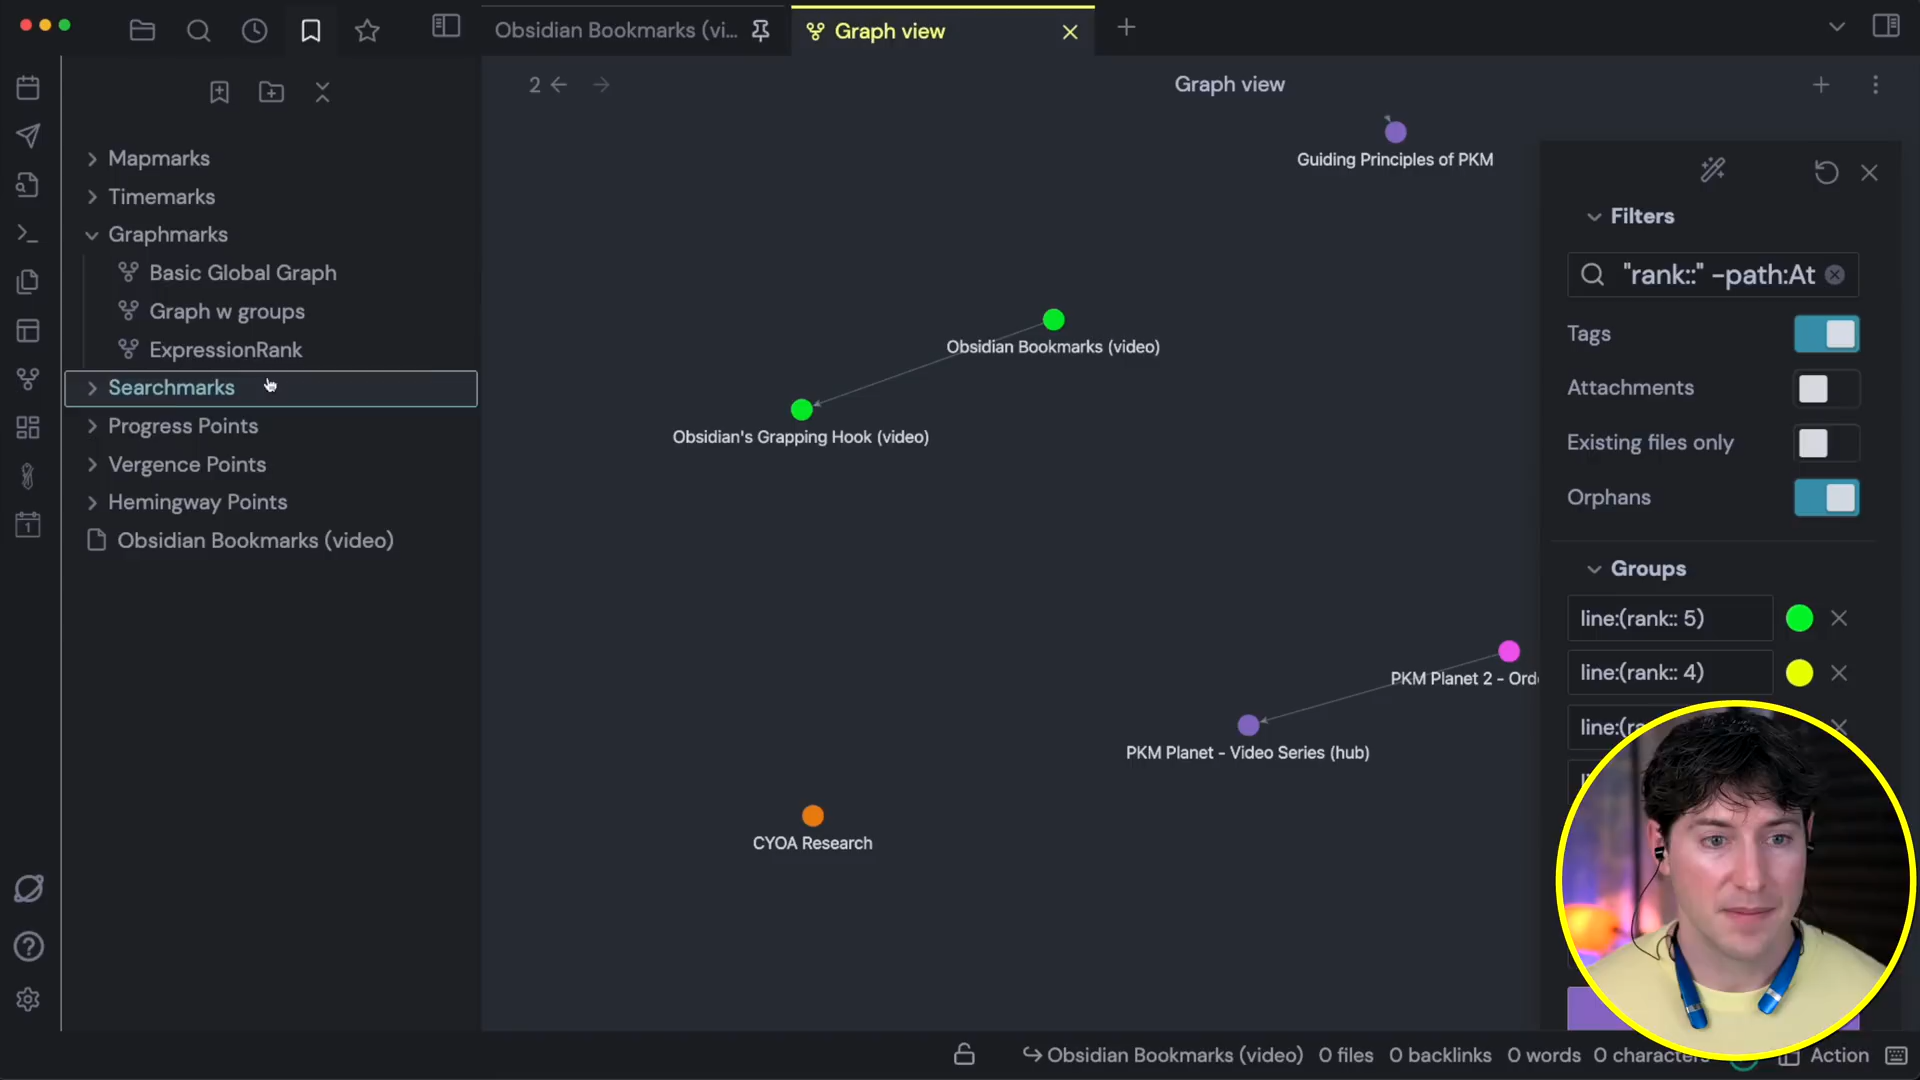 Obsidian Bookmarks (vi...
Graph view
2
Graph view
Mapmarks
Timemarks
Graphmarks
Basic Global Graph
Graph w groups
ExpressionRank
Searchmarks
Progress Points
Vergence Points
Hemingway Points
Obsidian Bookmarks (video)
1
Guiding Principles of PKM
Obsidian Bookmarks (video)
Obsidian's Grapping Hook (video)
PKM Planet 2 - Ord
PKM Planet - Video Series (hub)
CYOA Research
Filters
"rank::" -path:At
Tags
Attachments
Existing files only
Orphans
Groups
line:(rank:: 5)
line:(rank:: 4)
line:(r
Obsidian Bookmarks (video) 0 files 0 backlinks 0 words 0 characters Action